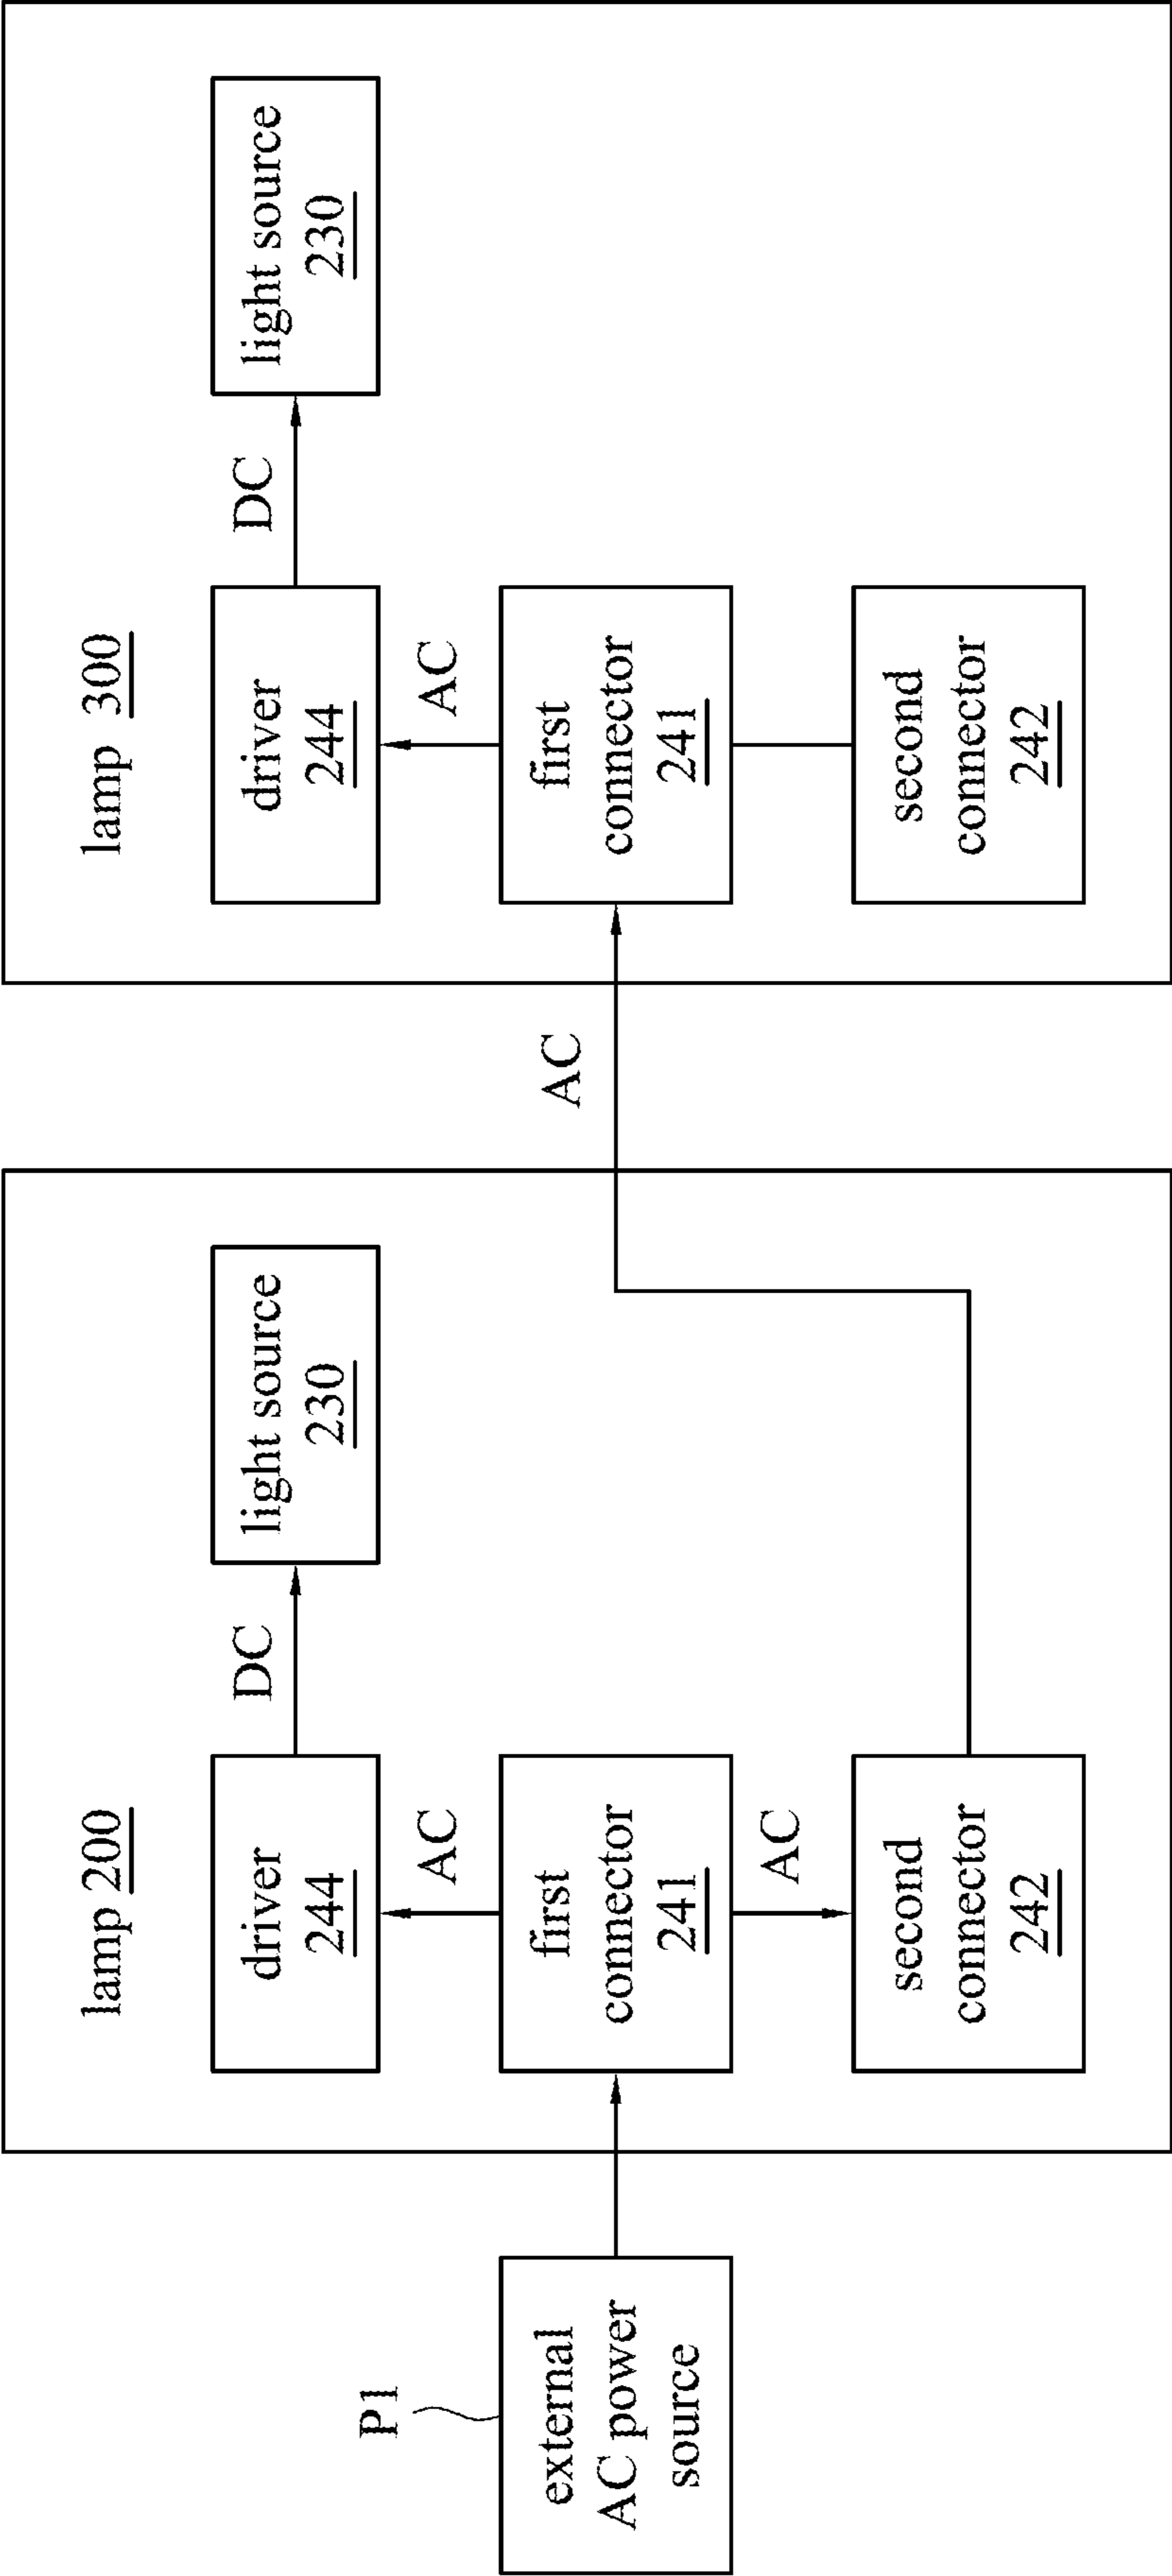 P1
external
AC power
source
lamp 200
driver
244
DC
light source
230
AC
first
connector
241
AC
second
connector
242
AC
lamp 300
driver
244
DC
light source
230
AC
first
connector
241
second
connector
242